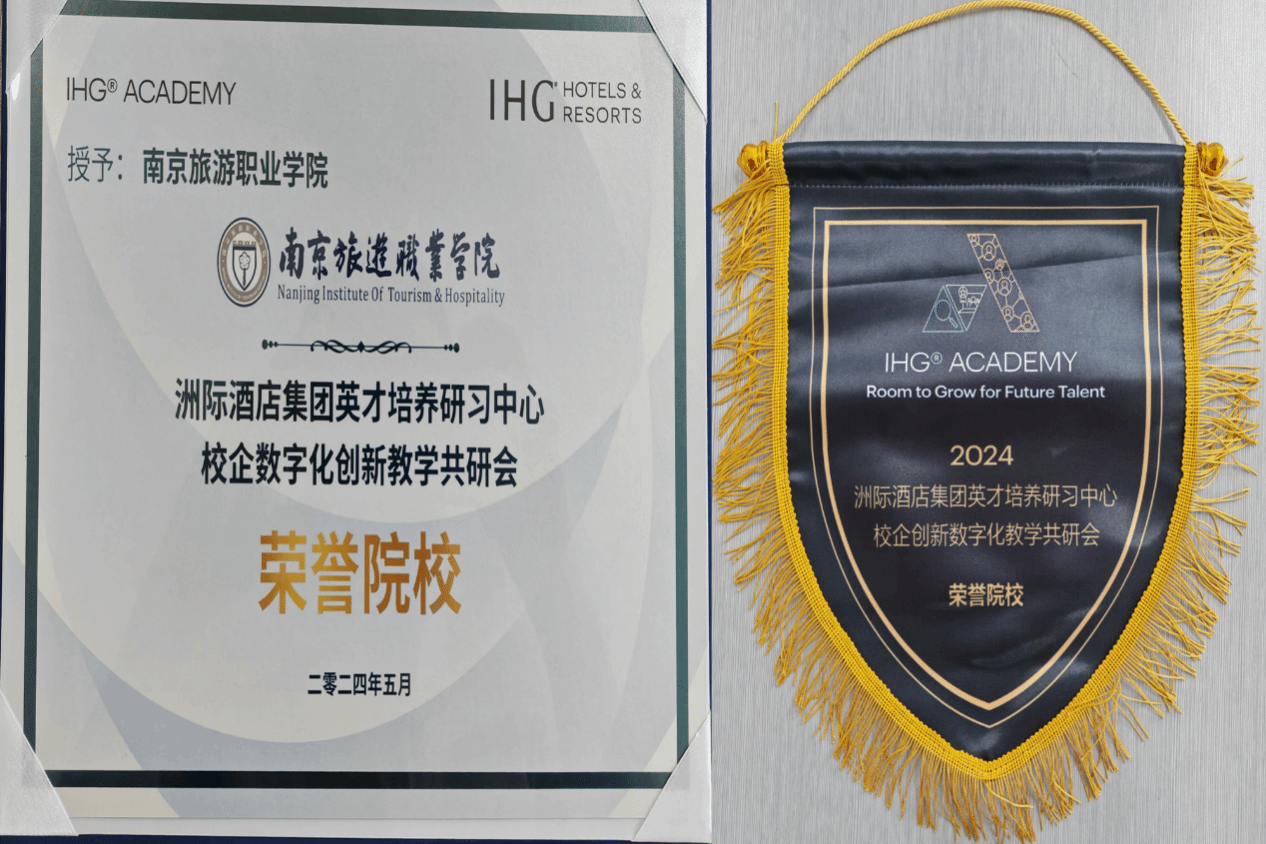 IHG® ACADEMY
IHG® HOTELS & RESORTS
授予：南京旅游职业学院
南京旅遊職業学院
Nanjing Institute Of Tourism & Hospitality
洲际酒店集团英才培养研习中心
校企数字化创新教学共研会
荣誉院校
二零二四年五月
IHG® ACADEMY
Room to Grow for Future Talent
2024
洲际酒店集团英才培养研习中心
校企创新数字化教学共研会
荣誉院校